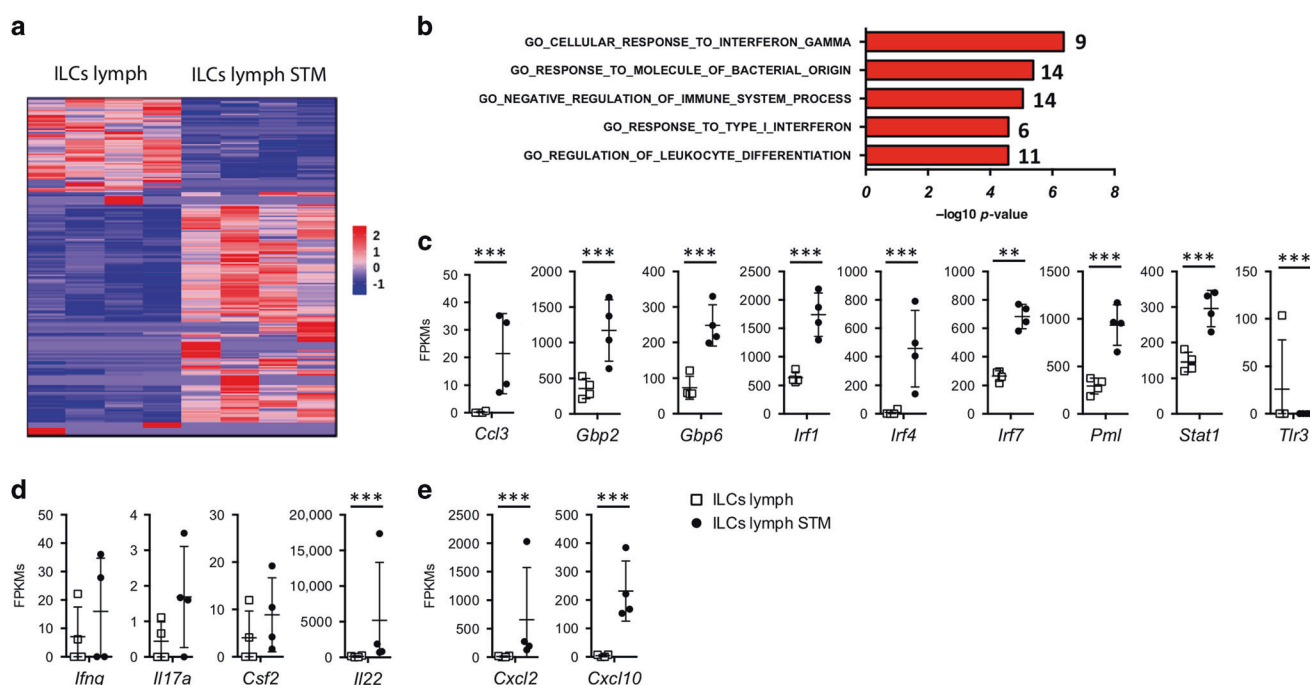 a
ILCs lymph ILCs lymph STM
2
1
0
-1
b
GO_CELLULAR_RESPONSE_TO_INTERFERON_GAMMA 9
GO_RESPONSE_TO_MOLECULE_OF_BACTERIAL_ORIGIN 14
GO_NEGATIVE_REGULATION_OF_IMMUNE_SYSTEM_PROCESS 14
GO_RESPONSE_TO_TYPE_I_INTERFERON 6
GO_REGULATION_OF_LEUKOCYTE_DIFFERENTIATION 11
0 2 4 6 8
–log10 p-value
c
*** *** *** *** *** ** *** *** ***
FPKMs
50 40 30 20 10 0
2000 1500 1000 500 0
400 300 200 100 0
2500 2000 1500 1000 500 0
1000 800 600 400 200 0
1000 800 600 400 200 0
1500 1000 500 0
400 300 200 100 0
150 100 50 0
Ccl3 Gbp2 Gbp6 Irf1 Irf4 Irf7 Pml Stat1 Tlr3
d
***
FPKMs
50 40 30 20 10 0
4 3 2 1 0
30 20 10 0
20,000 15,000 10,000 5000 0
Ifng Il17a Csf2 Il22
e
*** ***
FPKMs
2500 2000 1500 1000 500 0
500 400 300 200 100 0
Cxcl2 Cxcl10
ILCs lymph
ILCs lymph STM